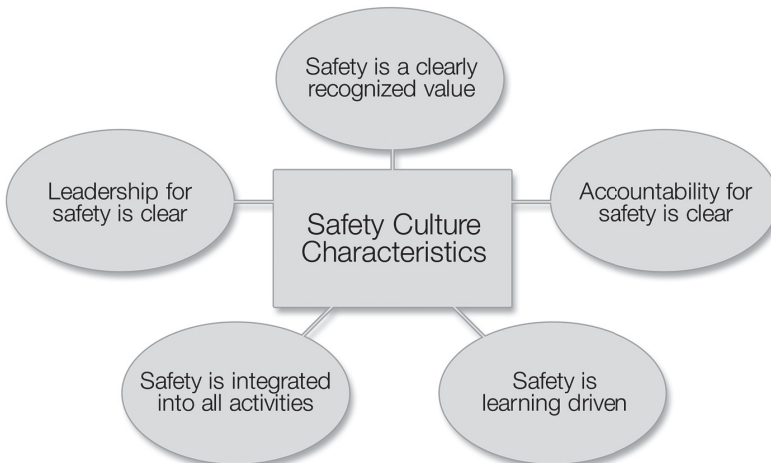 Safety is a clearly
recognized value
Leadership for
safety is clear
Safety Culture
Characteristics
Accountability for
safety is clear
Safety is integrated
into all activities
Safety is
learning driven